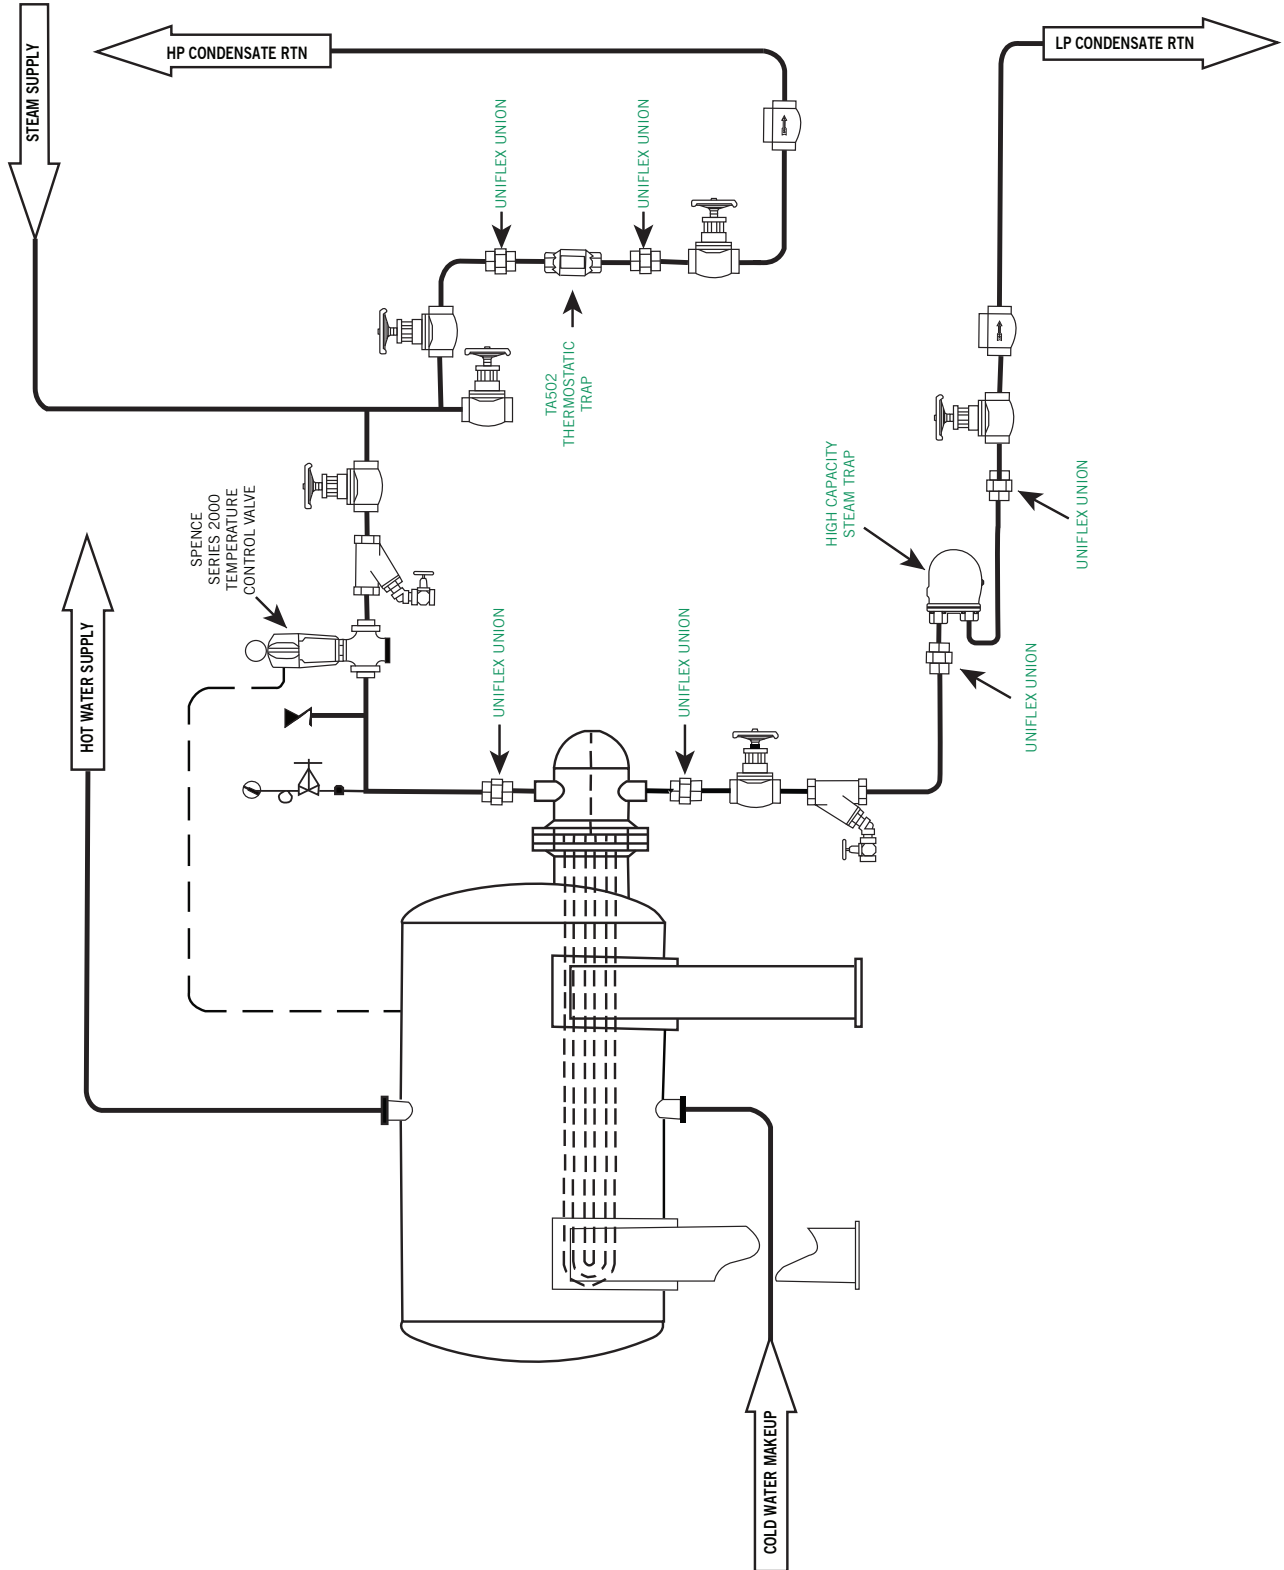 STEAM SUPPLY
HP CONDENSATE RTN
LP CONDENSATE RTN
UNIFLEX UNION
UNIFLEX UNION
TA502
THERMOSTATIC
TRAP
SPENCE
SERIES 2000
TEMPERATURE
CONTROL VALVE
HIGH CAPACITY
STEAM TRAP
UNIFLEX UNION
HOT WATER SUPPLY
UNIFLEX UNION
UNIFLEX UNION
UNIFLEX UNION
COLD WATER MAKEUP